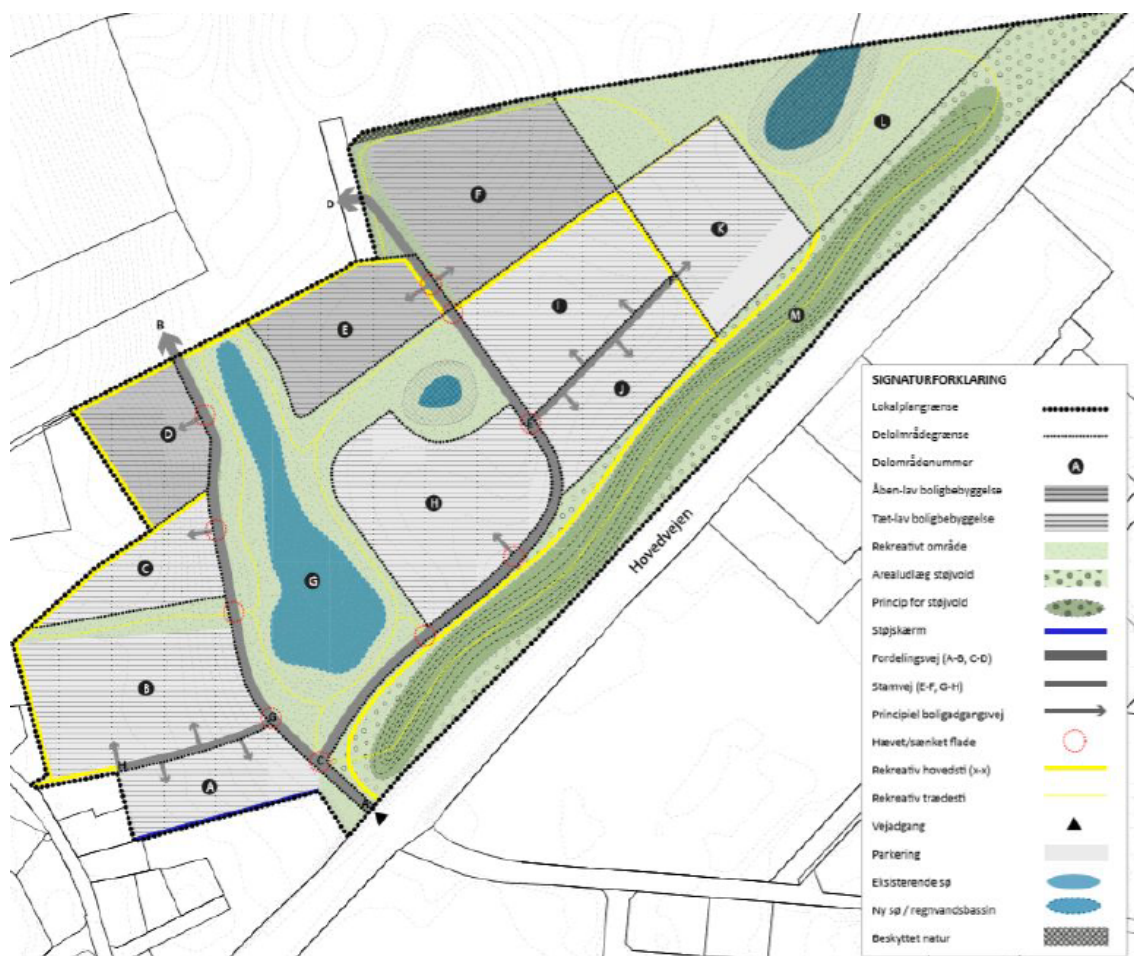 L
F
D
K
I
E
M
B
F
J
D
E
H
C
G
B
G
H
A
C
A
Hovedvejen
SIGNATURFORKLARING
Lokalplangrænse
Delområdegrænse
Delområdenummer
A
Åben-lav boligbebyggelse
Tæt-lav boligbebyggelse
Rekreativt område
Arealudlæg støjvold
Princip for støjvold
Støjskærm
Fordelingsvej (A-B, C-D)
Stamvej (E-F, G-H)
Principiel boligadgangsvej
Hævet/sænket flade
Rekreativ hovedsti (x-x)
Rekreativ trædesti
Vejadgang
Parkering
Eksisterende sø
Ny sø / regnvandsbassin
Beskyttet natur